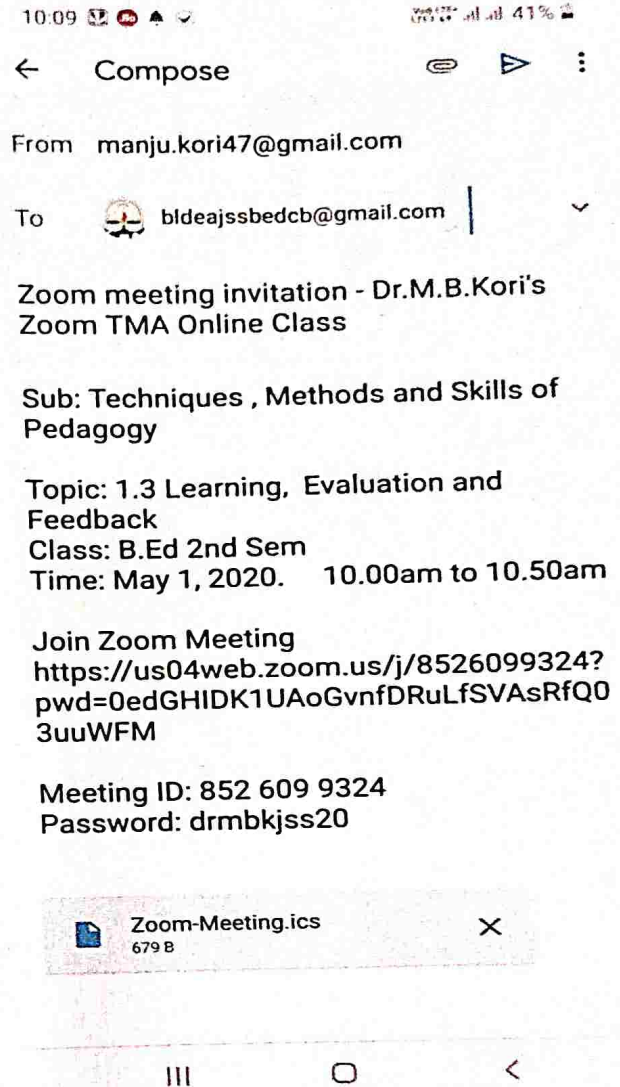 10:09 41%
Compose
From manju.kori47@gmail.com
To bldeajssbedcb@gmail.com
Zoom meeting invitation - Dr.M.B.Kori's
Zoom TMA Online Class
Sub: Techniques , Methods and Skills of
Pedagogy
Topic: 1.3 Learning, Evaluation and
Feedback
Class: B.Ed 2nd Sem
Time: May 1, 2020. 10.00am to 10.50am
Join Zoom Meeting
https://us04web.zoom.us/j/8526099324?
pwd=0edGHIDK1UAoGvnfDRuLfSVAsRfQ0
3uuWFM
Meeting ID: 852 609 9324
Password: drmbkjss20
Zoom-Meeting.ics
679 B